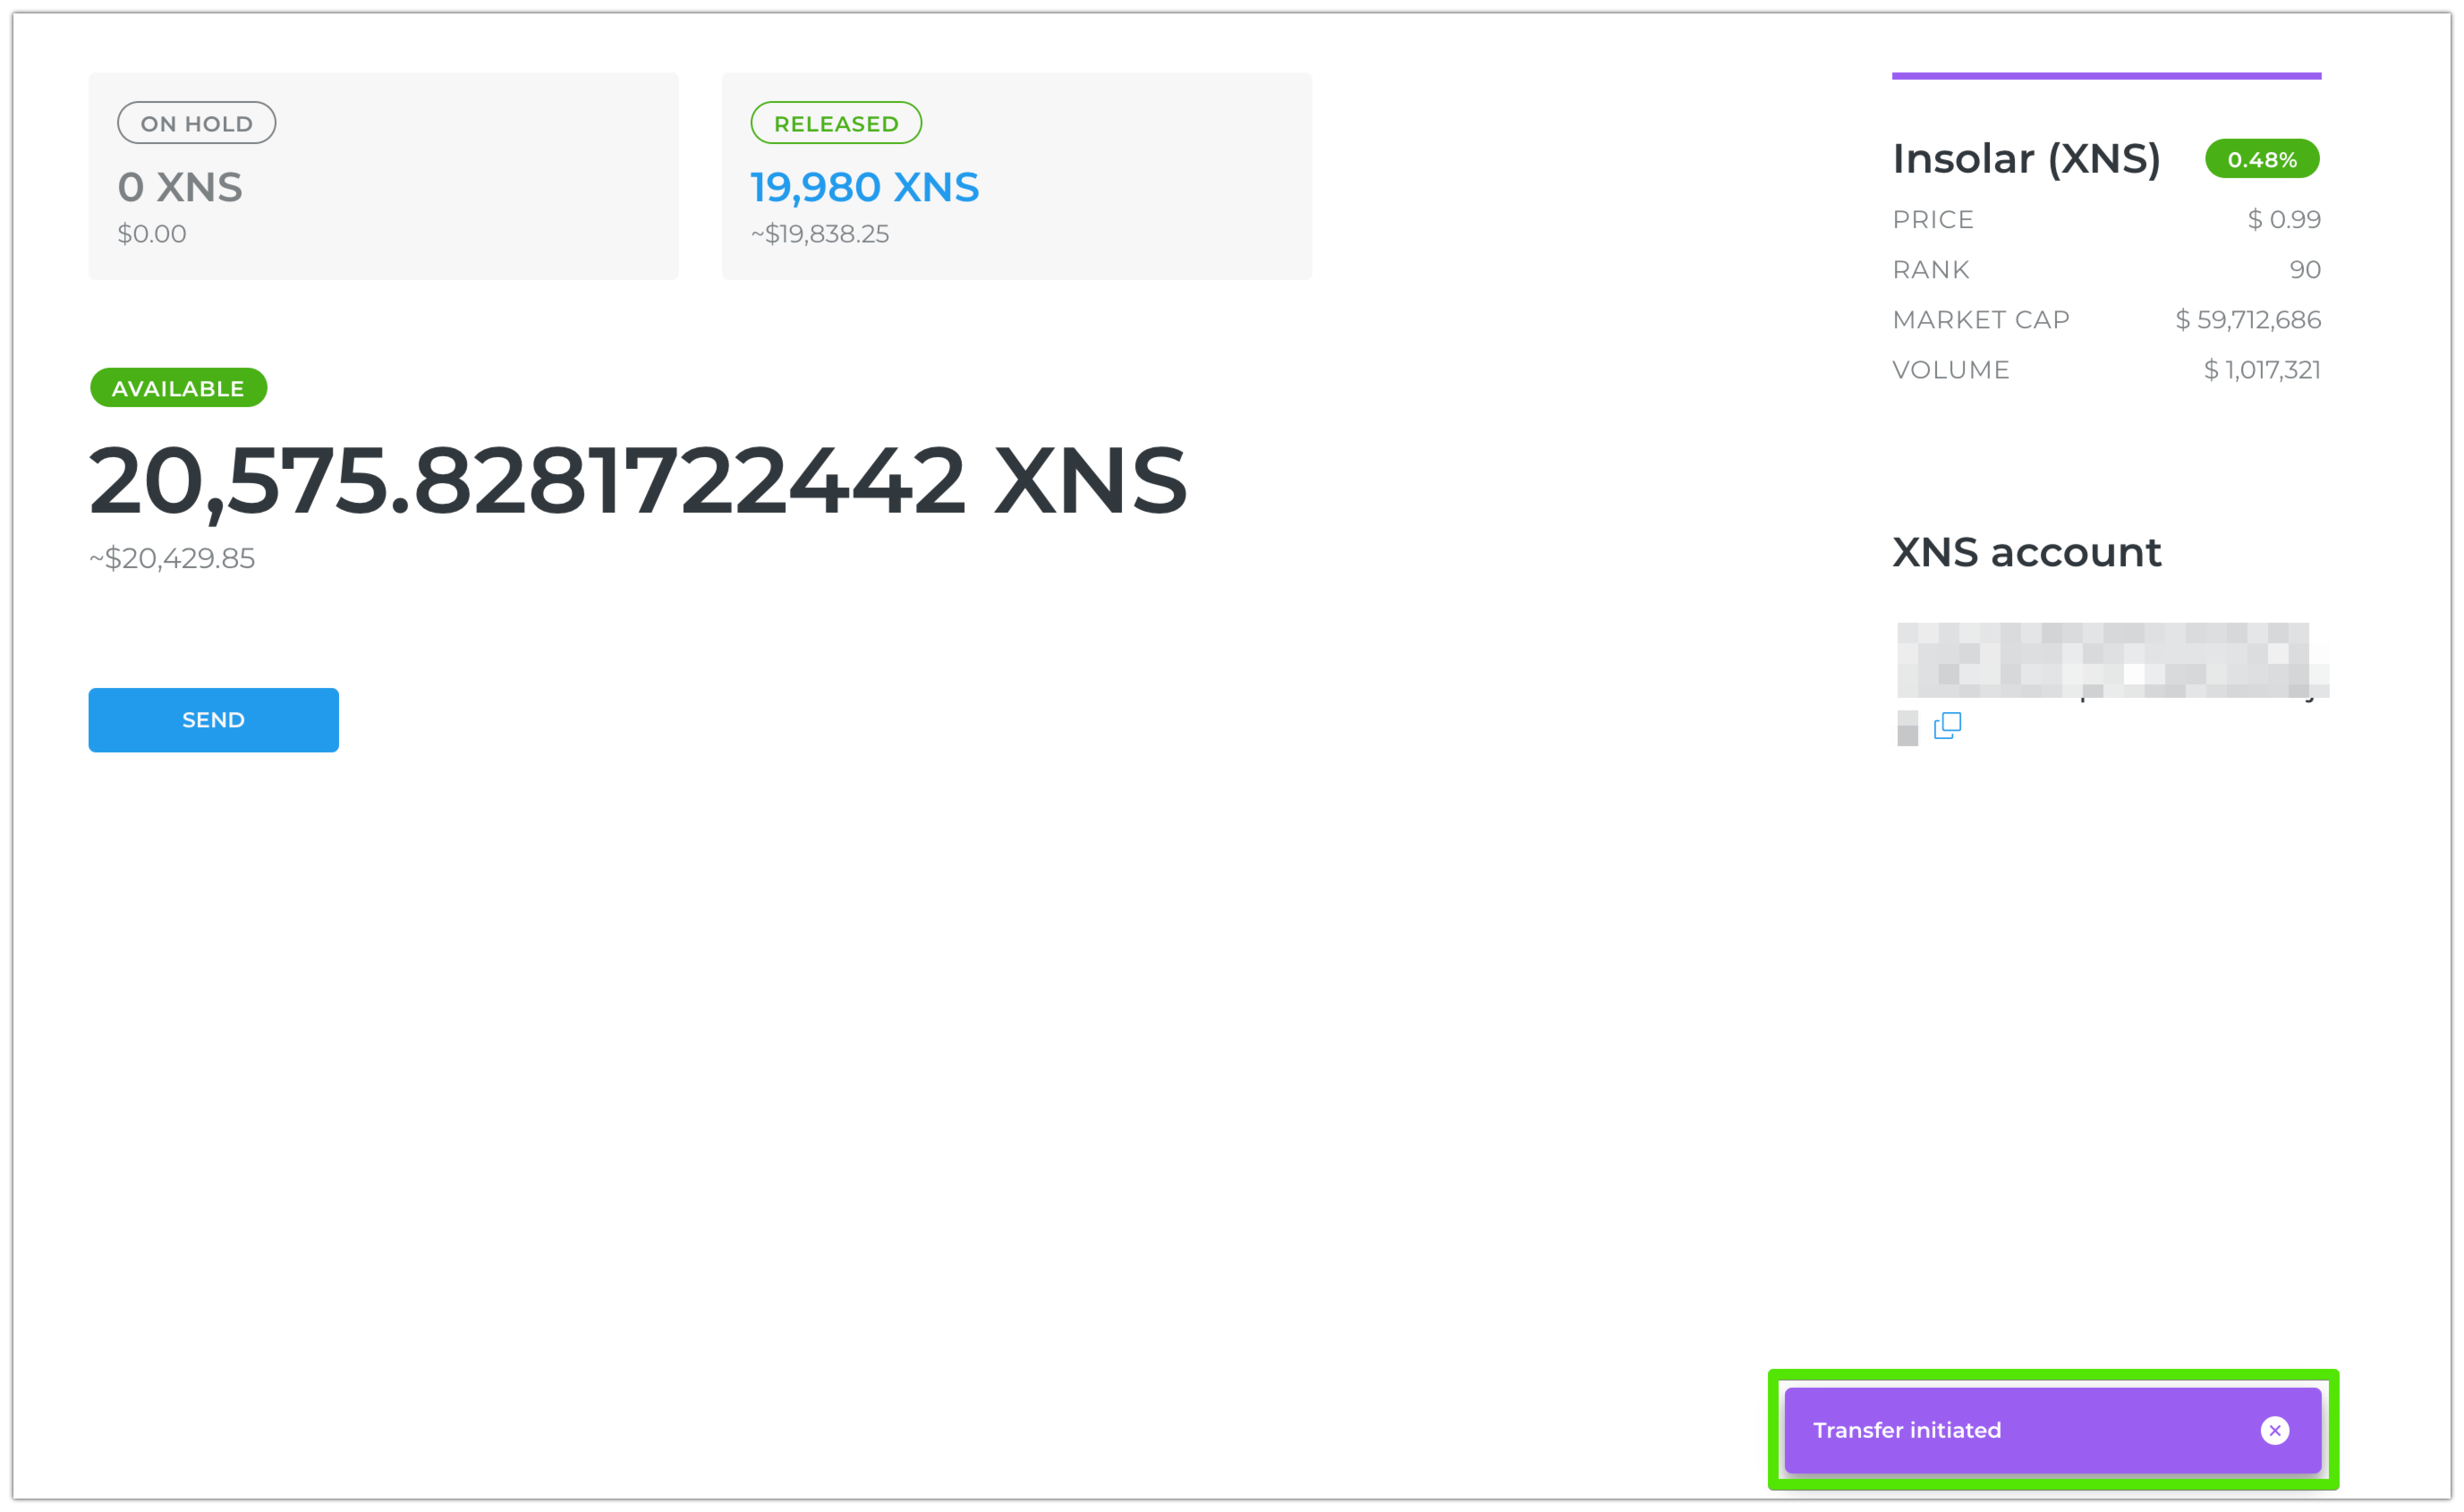 ON HOLD
0 XNS
$0.00
RELEASED
19,980 XNS
~$19,838.25
AVAILABLE
20,575.8281722442 XNS
~$20,429.85
SEND
Insolar (XNS) 0.48%
PRICE $ 0.99
RANK 90
MARKET CAP $ 59,712,686
VOLUME $ 1,017,321
XNS account
Transfer initiated